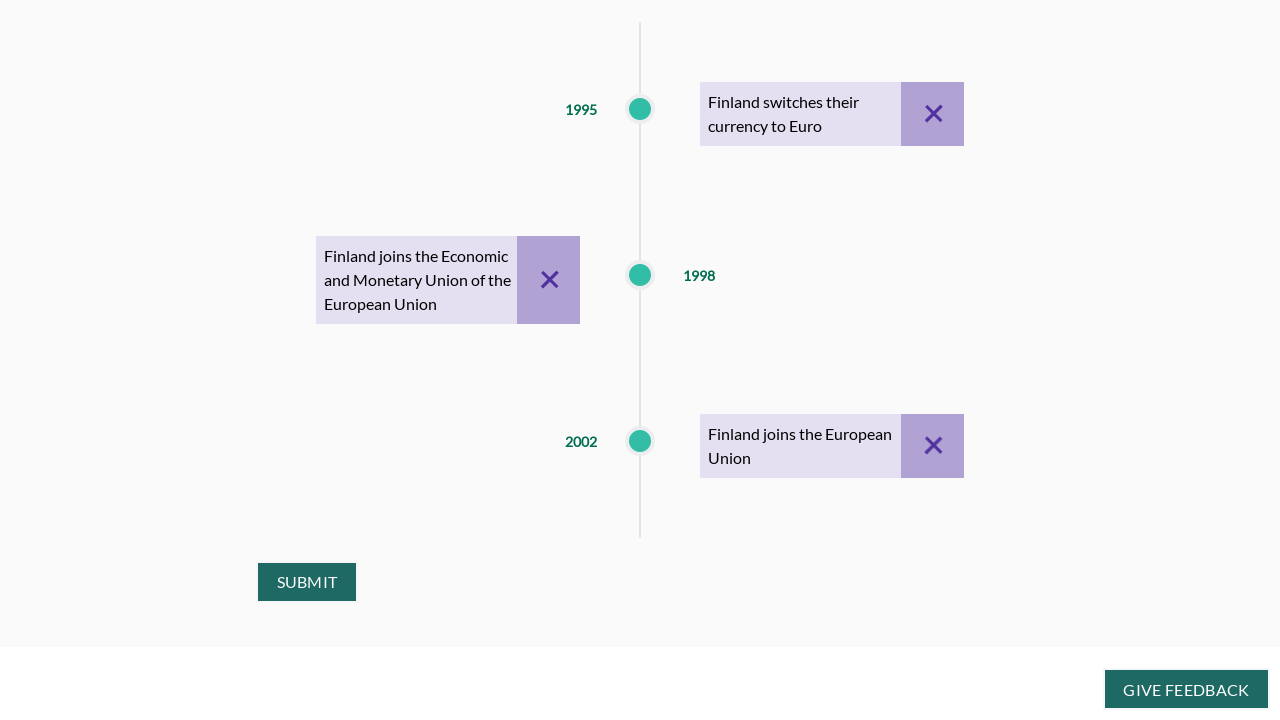 1995
Finland switches their
currency to Euro
Finland joins the Economic
and Monetary Union of the
European Union
1998
2002
Finland joins the European
Union
SUBMIT
GIVE FEEDBACK